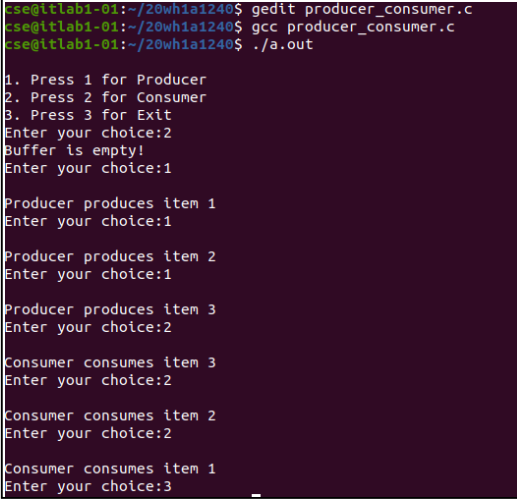 cse@itlab1-01:~/20wh1a1240$ gedit producer_consumer.c
cse@itlab1-01:~/20wh1a1240$ gcc producer_consumer.c
cse@itlab1-01:~/20wh1a1240$ ./a.out
1. Press 1 for Producer
2. Press 2 for Consumer
3. Press 3 for Exit
Enter your choice:2
Buffer is empty!
Enter your choice:1
Producer produces item 1
Enter your choice:1
Producer produces item 2
Enter your choice:1
Producer produces item 3
Enter your choice:2
Consumer consumes item 3
Enter your choice:2
Consumer consumes item 2
Enter your choice:2
Consumer consumes item 1
Enter your choice:3